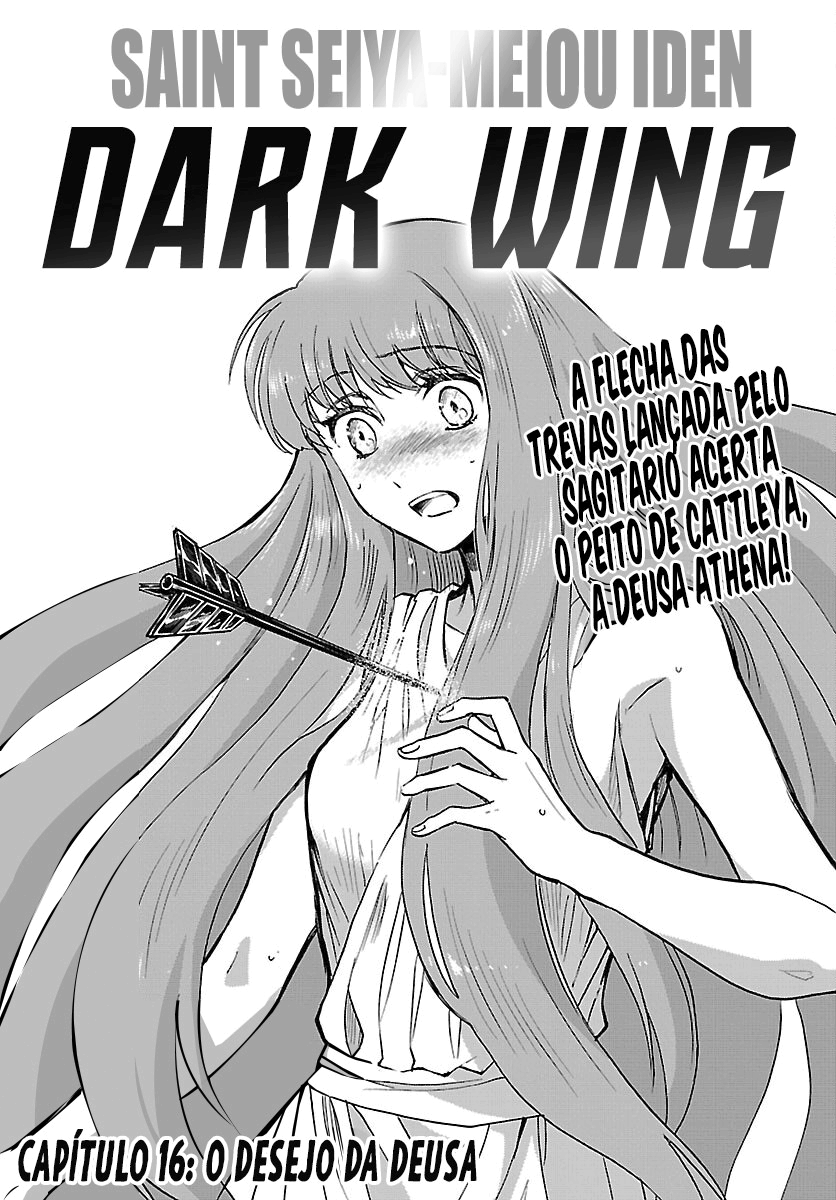 SAINT SEIYA-MEIOU IDEN
DARK WING
A FLECHA DAS
TREVAS LANÇADA PELO
SAGITARIO ACERTA
O PEITO DE CATTLEYA,
A DEUSA ATHENA!
CAPÍTULO 16: O DESEJO DA DEUSA